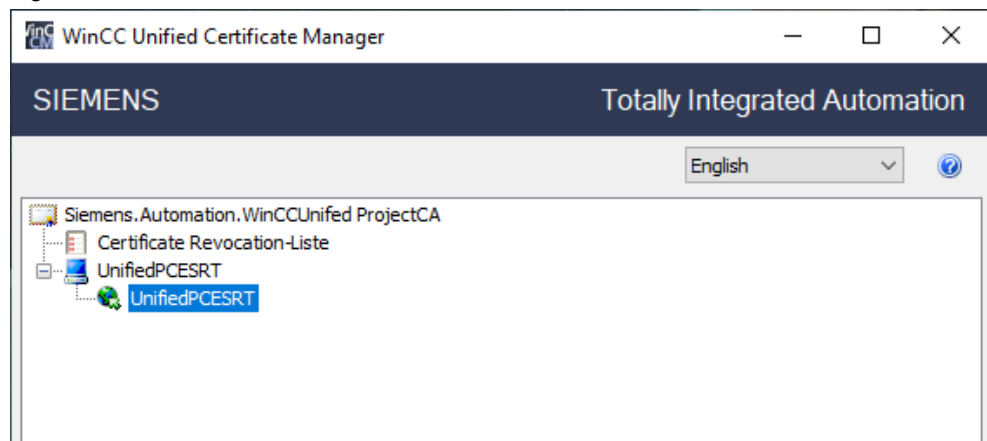 WinCC Unified Certificate Manager
SIEMENS
Totally Integrated Automation
English
Siemens.Automation.WinCCUnifed ProjectCA
Certificate Revocation-Liste
UnifiedPCESRT
UnifiedPCESRT